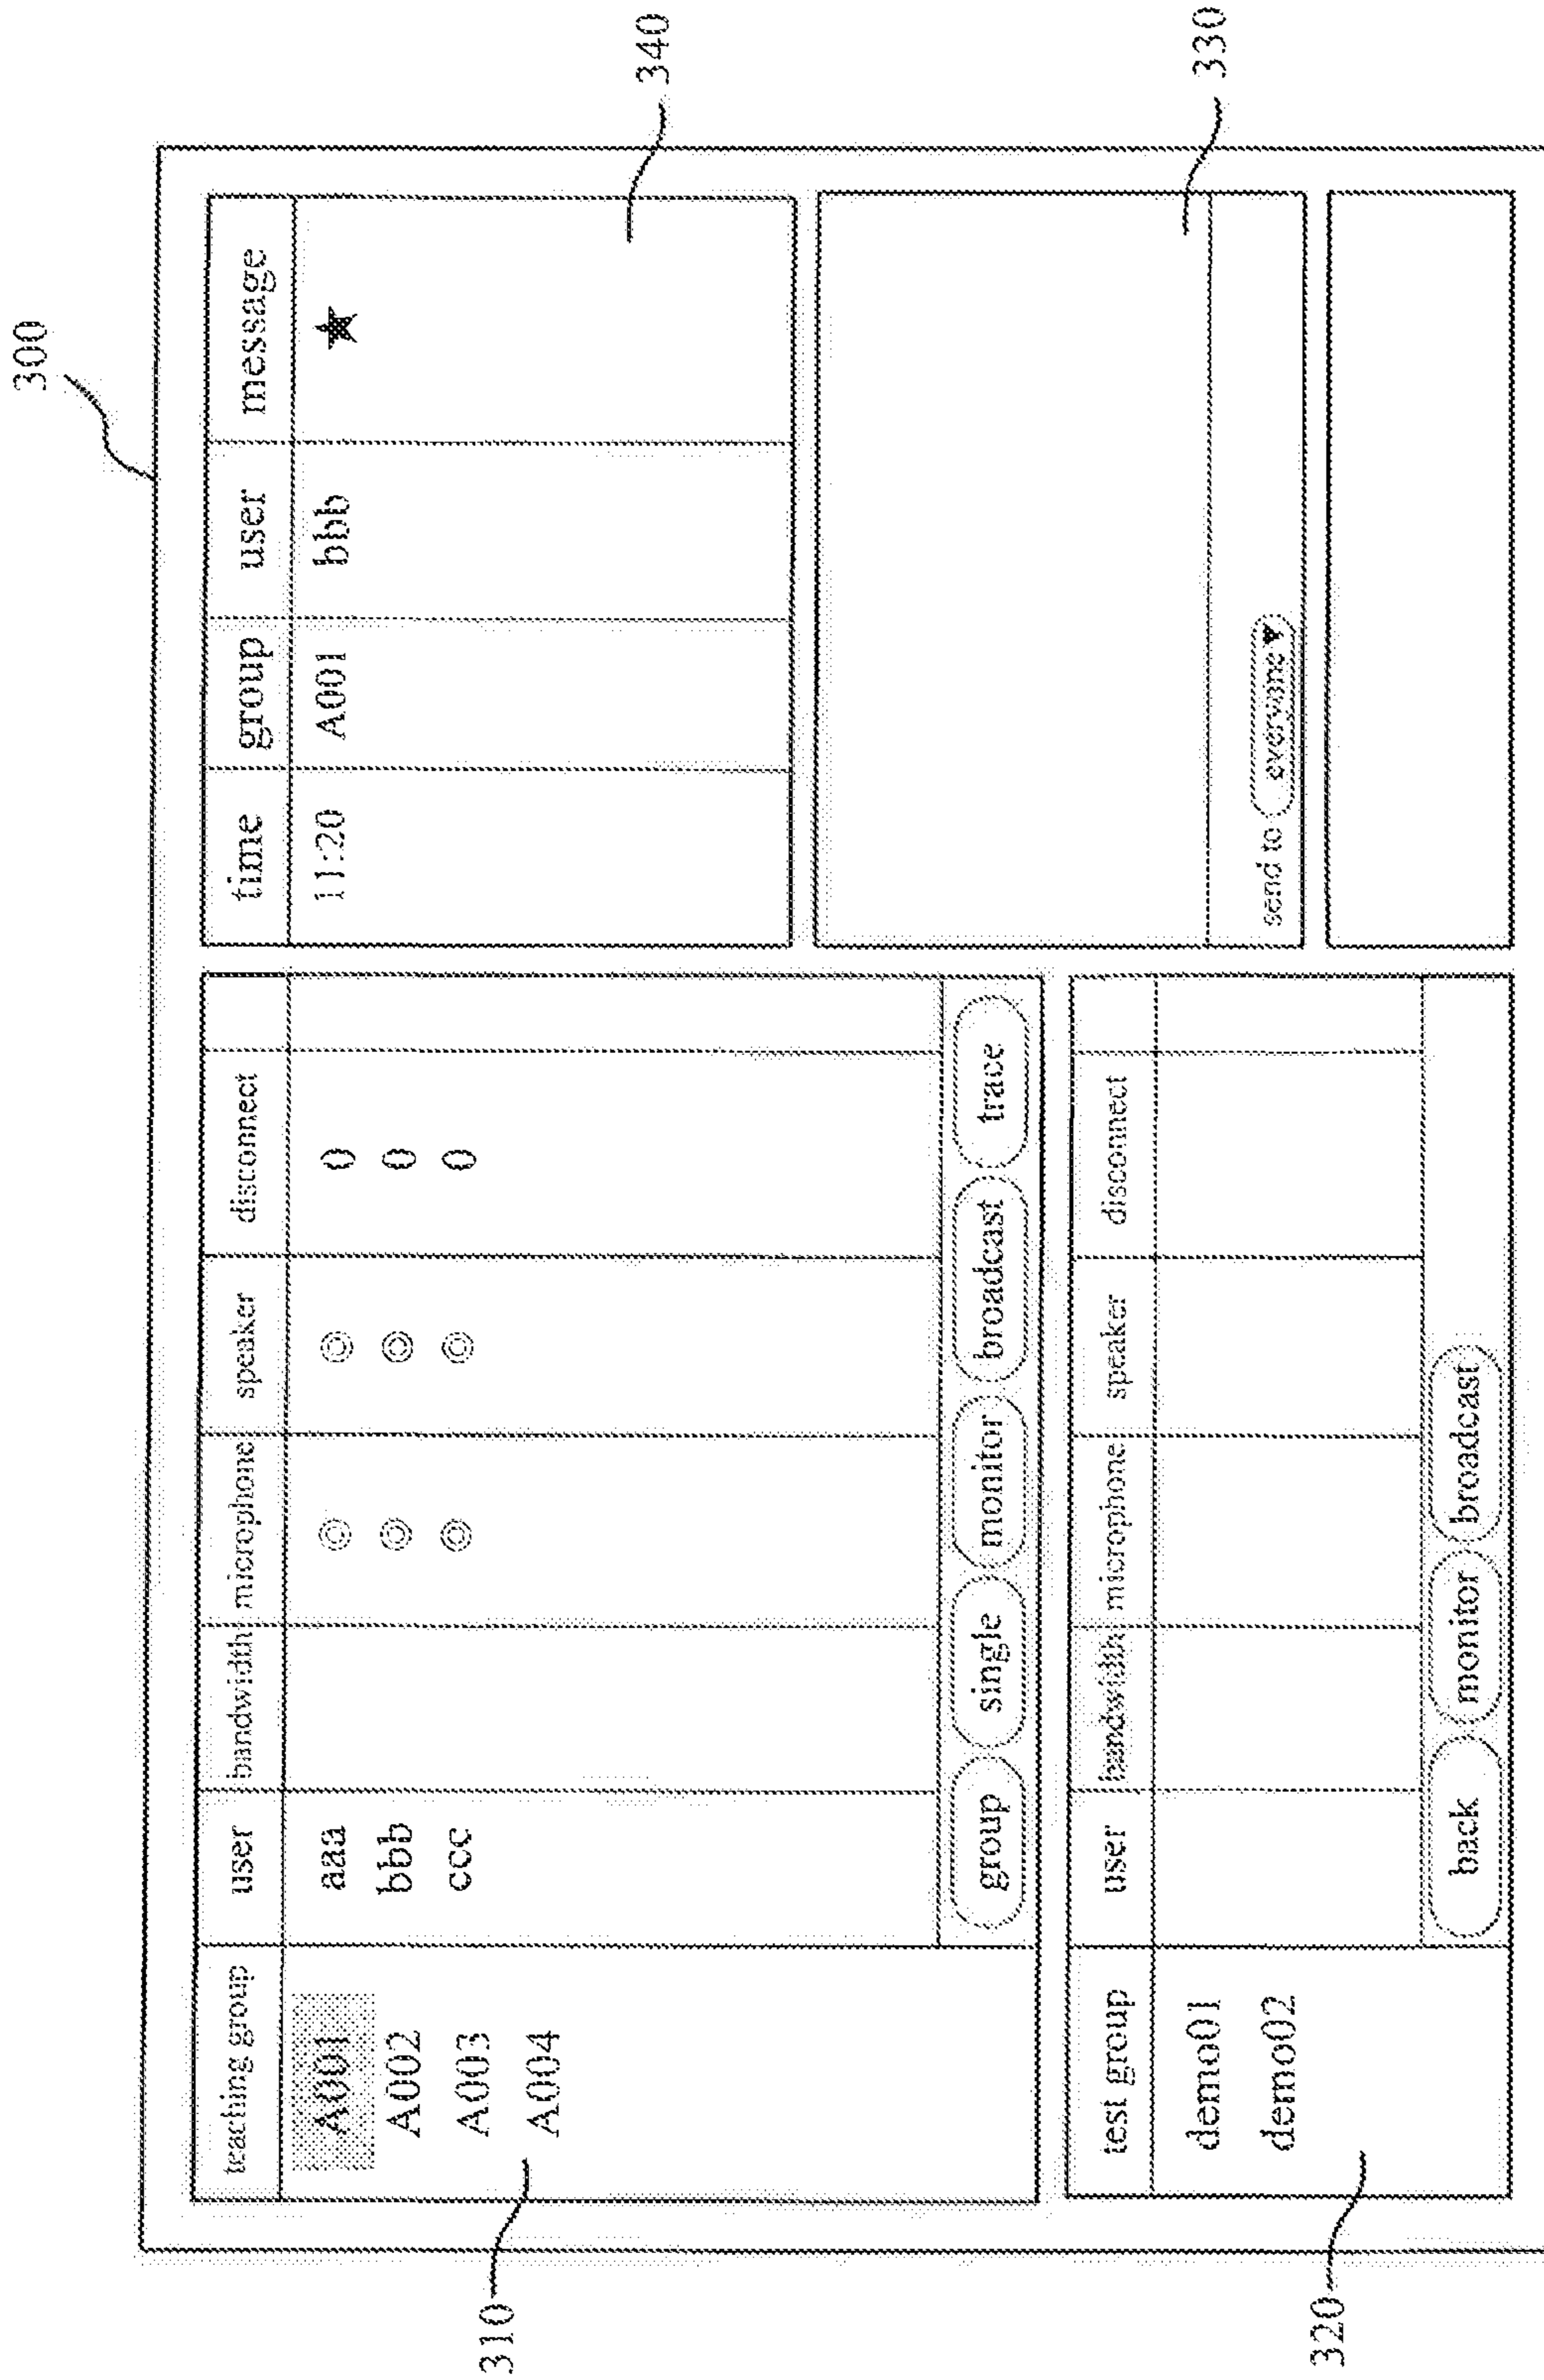 300
teaching group user bandwidth microphone speaker disconnect
A001 aaa ◎ ◎ 0
A002 bbb ◎ ◎ 0
A003 ccc ◎ ◎ 0
A004
group single monitor broadcast trace
310
time group user message
11:20 A001 bbb ★
340
send to everyone ▼
330
test group user bandwidth microphone speaker disconnect
demo01
demo02
back monitor broadcast
320